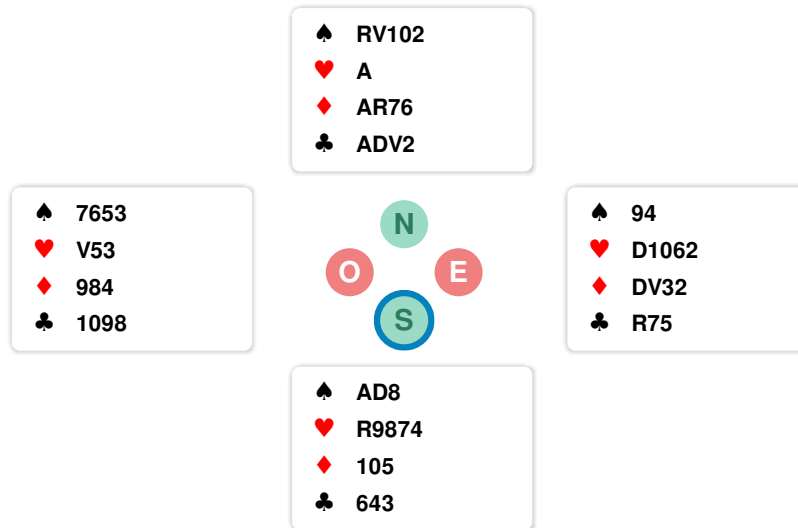 ♠ RV102
♥ A
♦ AR76
♣ ADV2
♠ 7653
♥ V53
♦ 984
♣ 1098
N
O
E
S
♠ 94
♥ D1062
♦ DV32
♣ R75
♠ AD8
♥ R9874
♦ 105
♣ 643